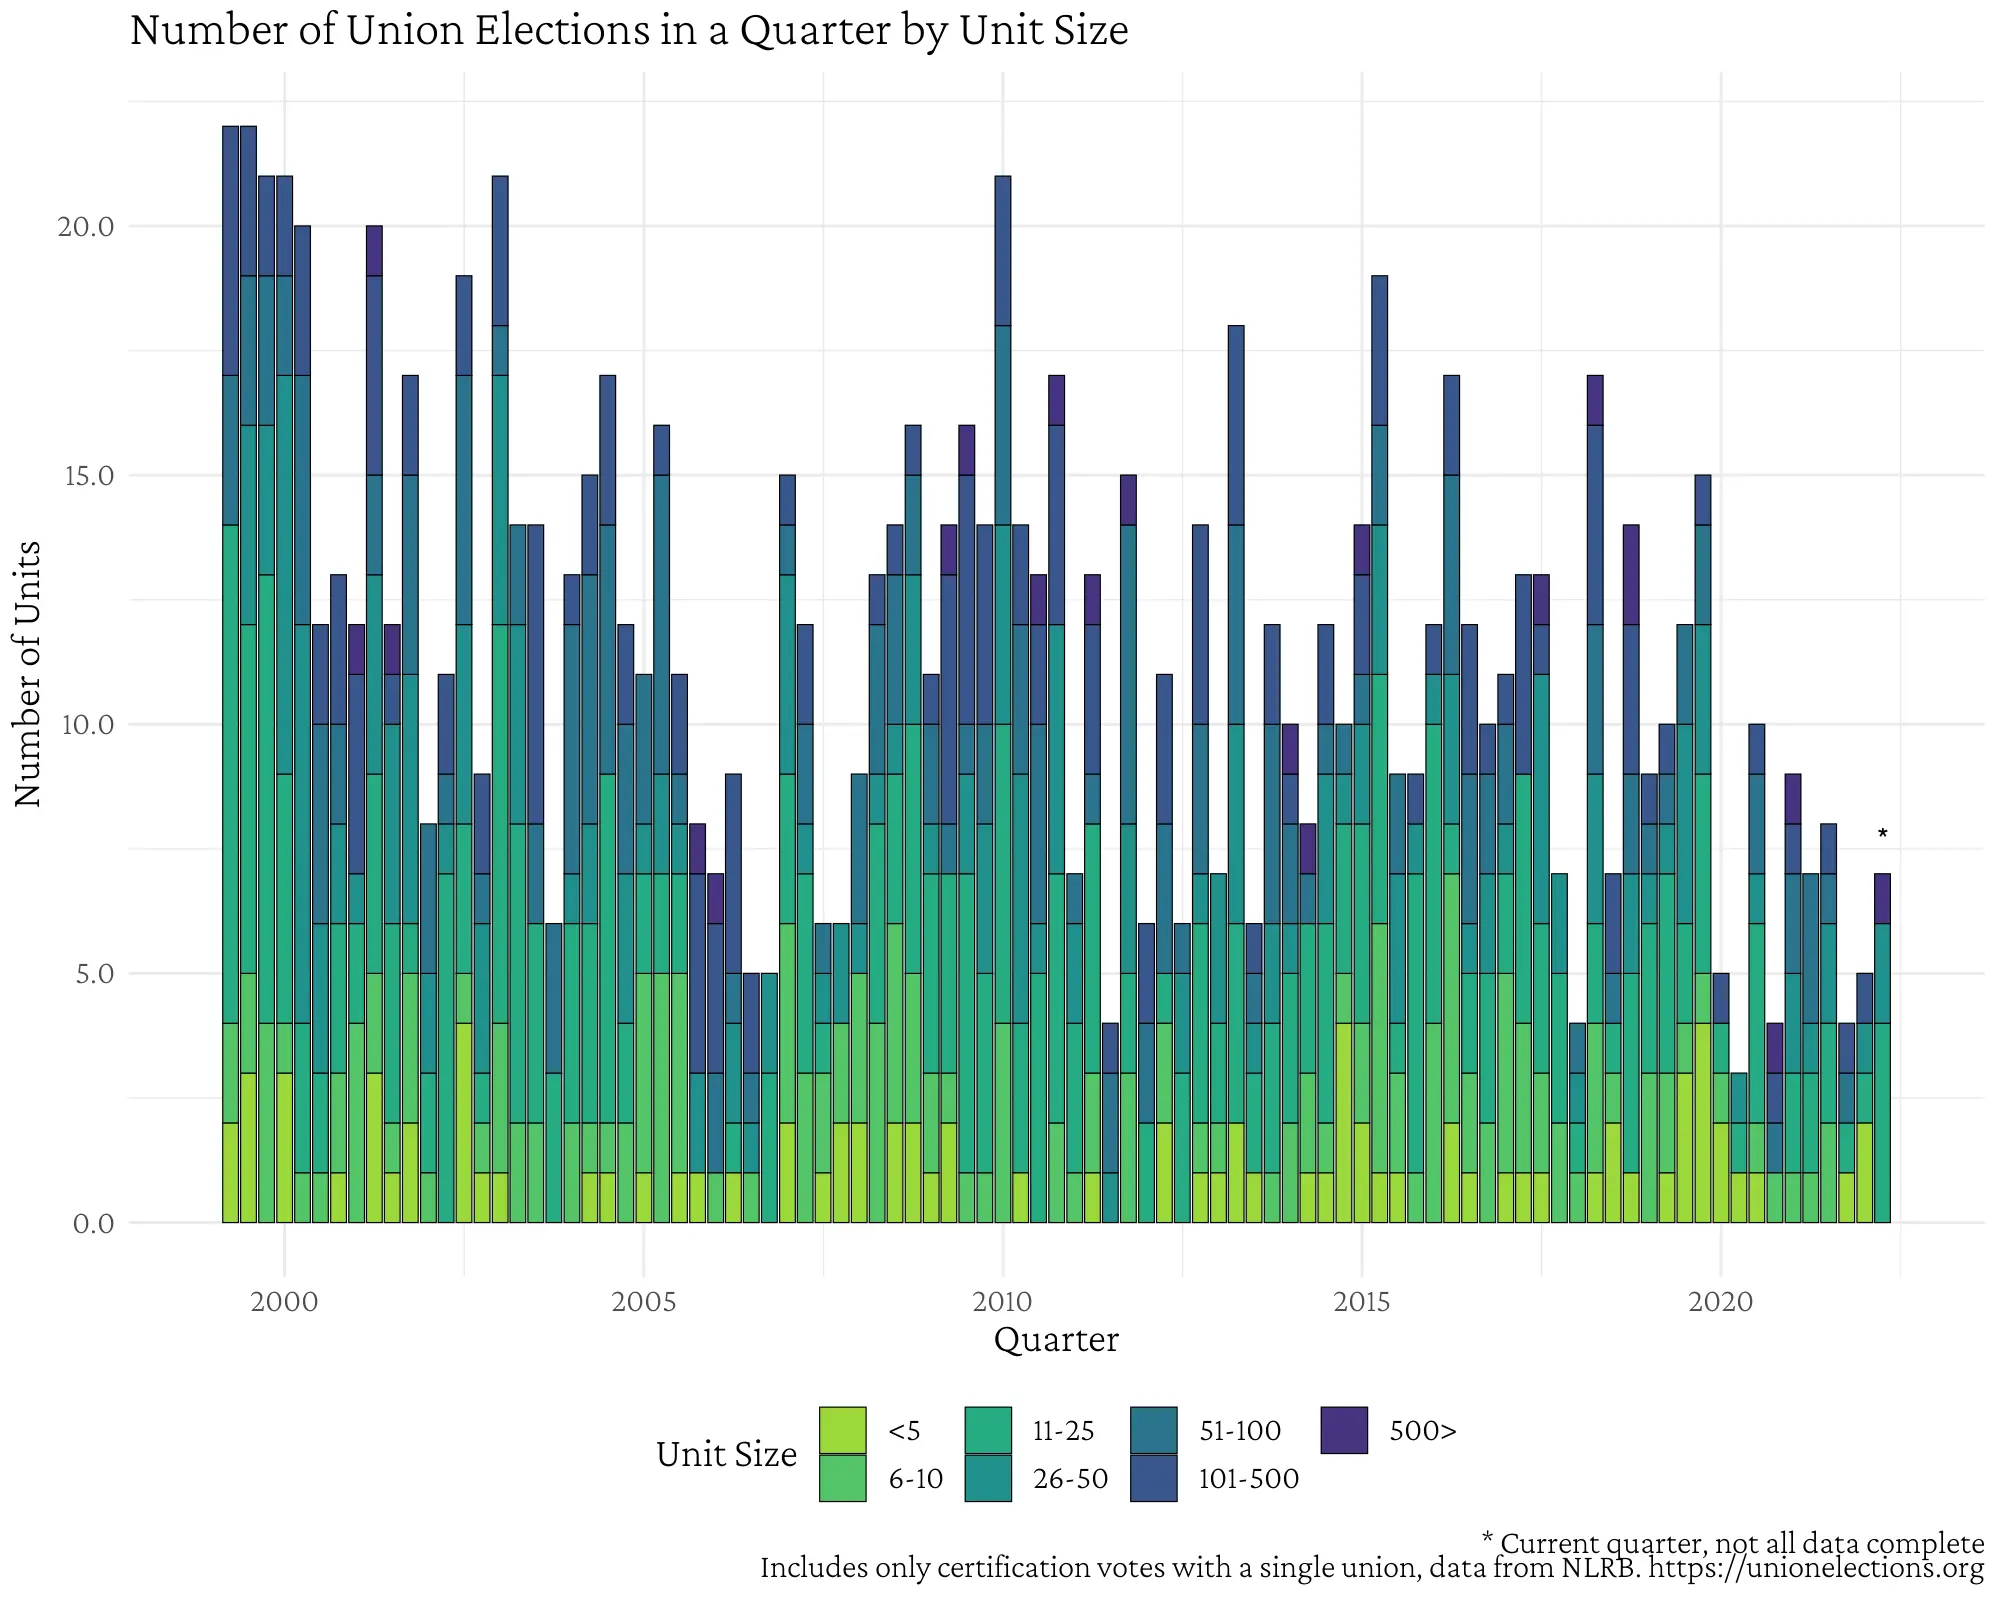 Number of Union Elections in a Quarter by Unit Size
Number of Units
20.0
15.0
10.0
5.0
0.0
*
2000 2005 2010 2015 2020
Quarter
Unit Size
<5 11-25 51-100 500>
6-10 26-50 101-500
* Current quarter, not all data complete
Includes only certification votes with a single union, data from NLRB. https://unionelections.org